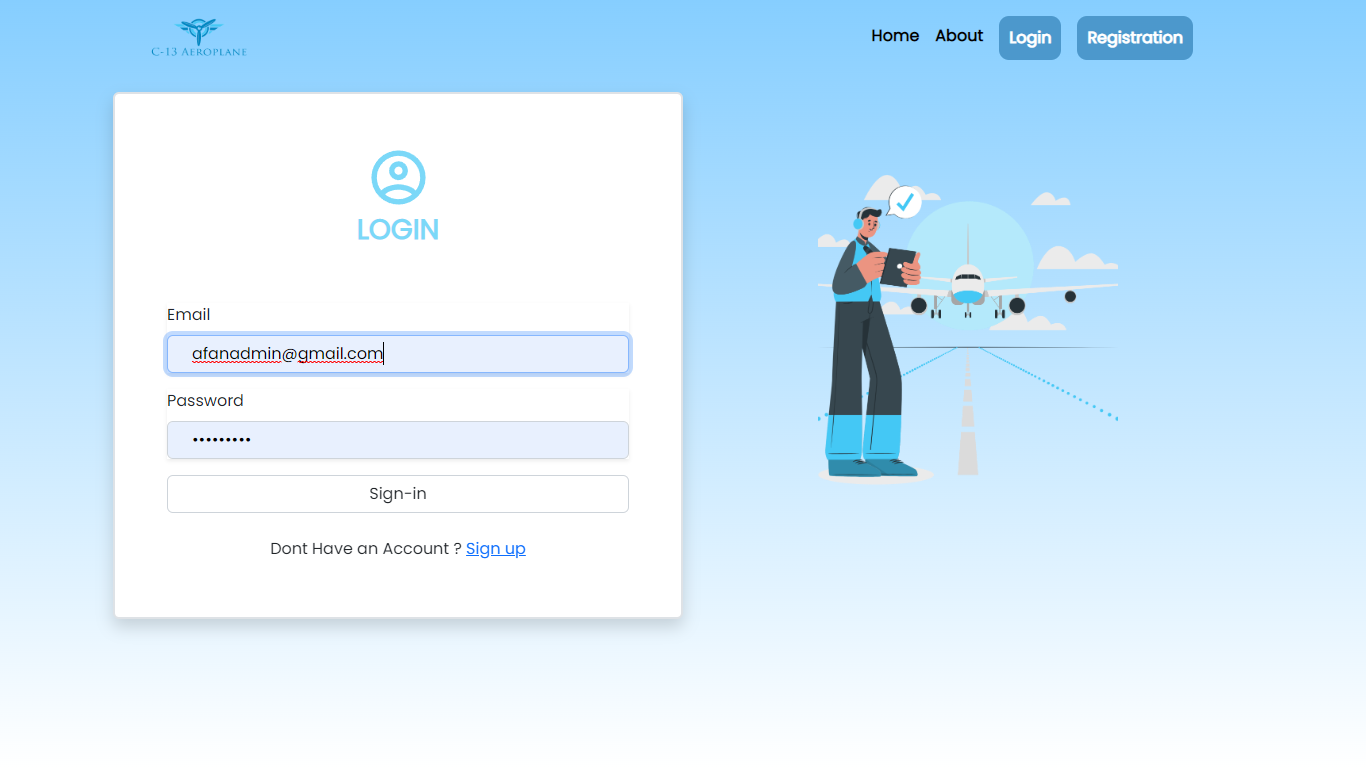 C-13 AEROPLANE
Home About Login Registration
LOGIN
Email
afanadmin@gmail.com
Password
•••••••••
Sign-in
Dont Have an Account ? Sign up